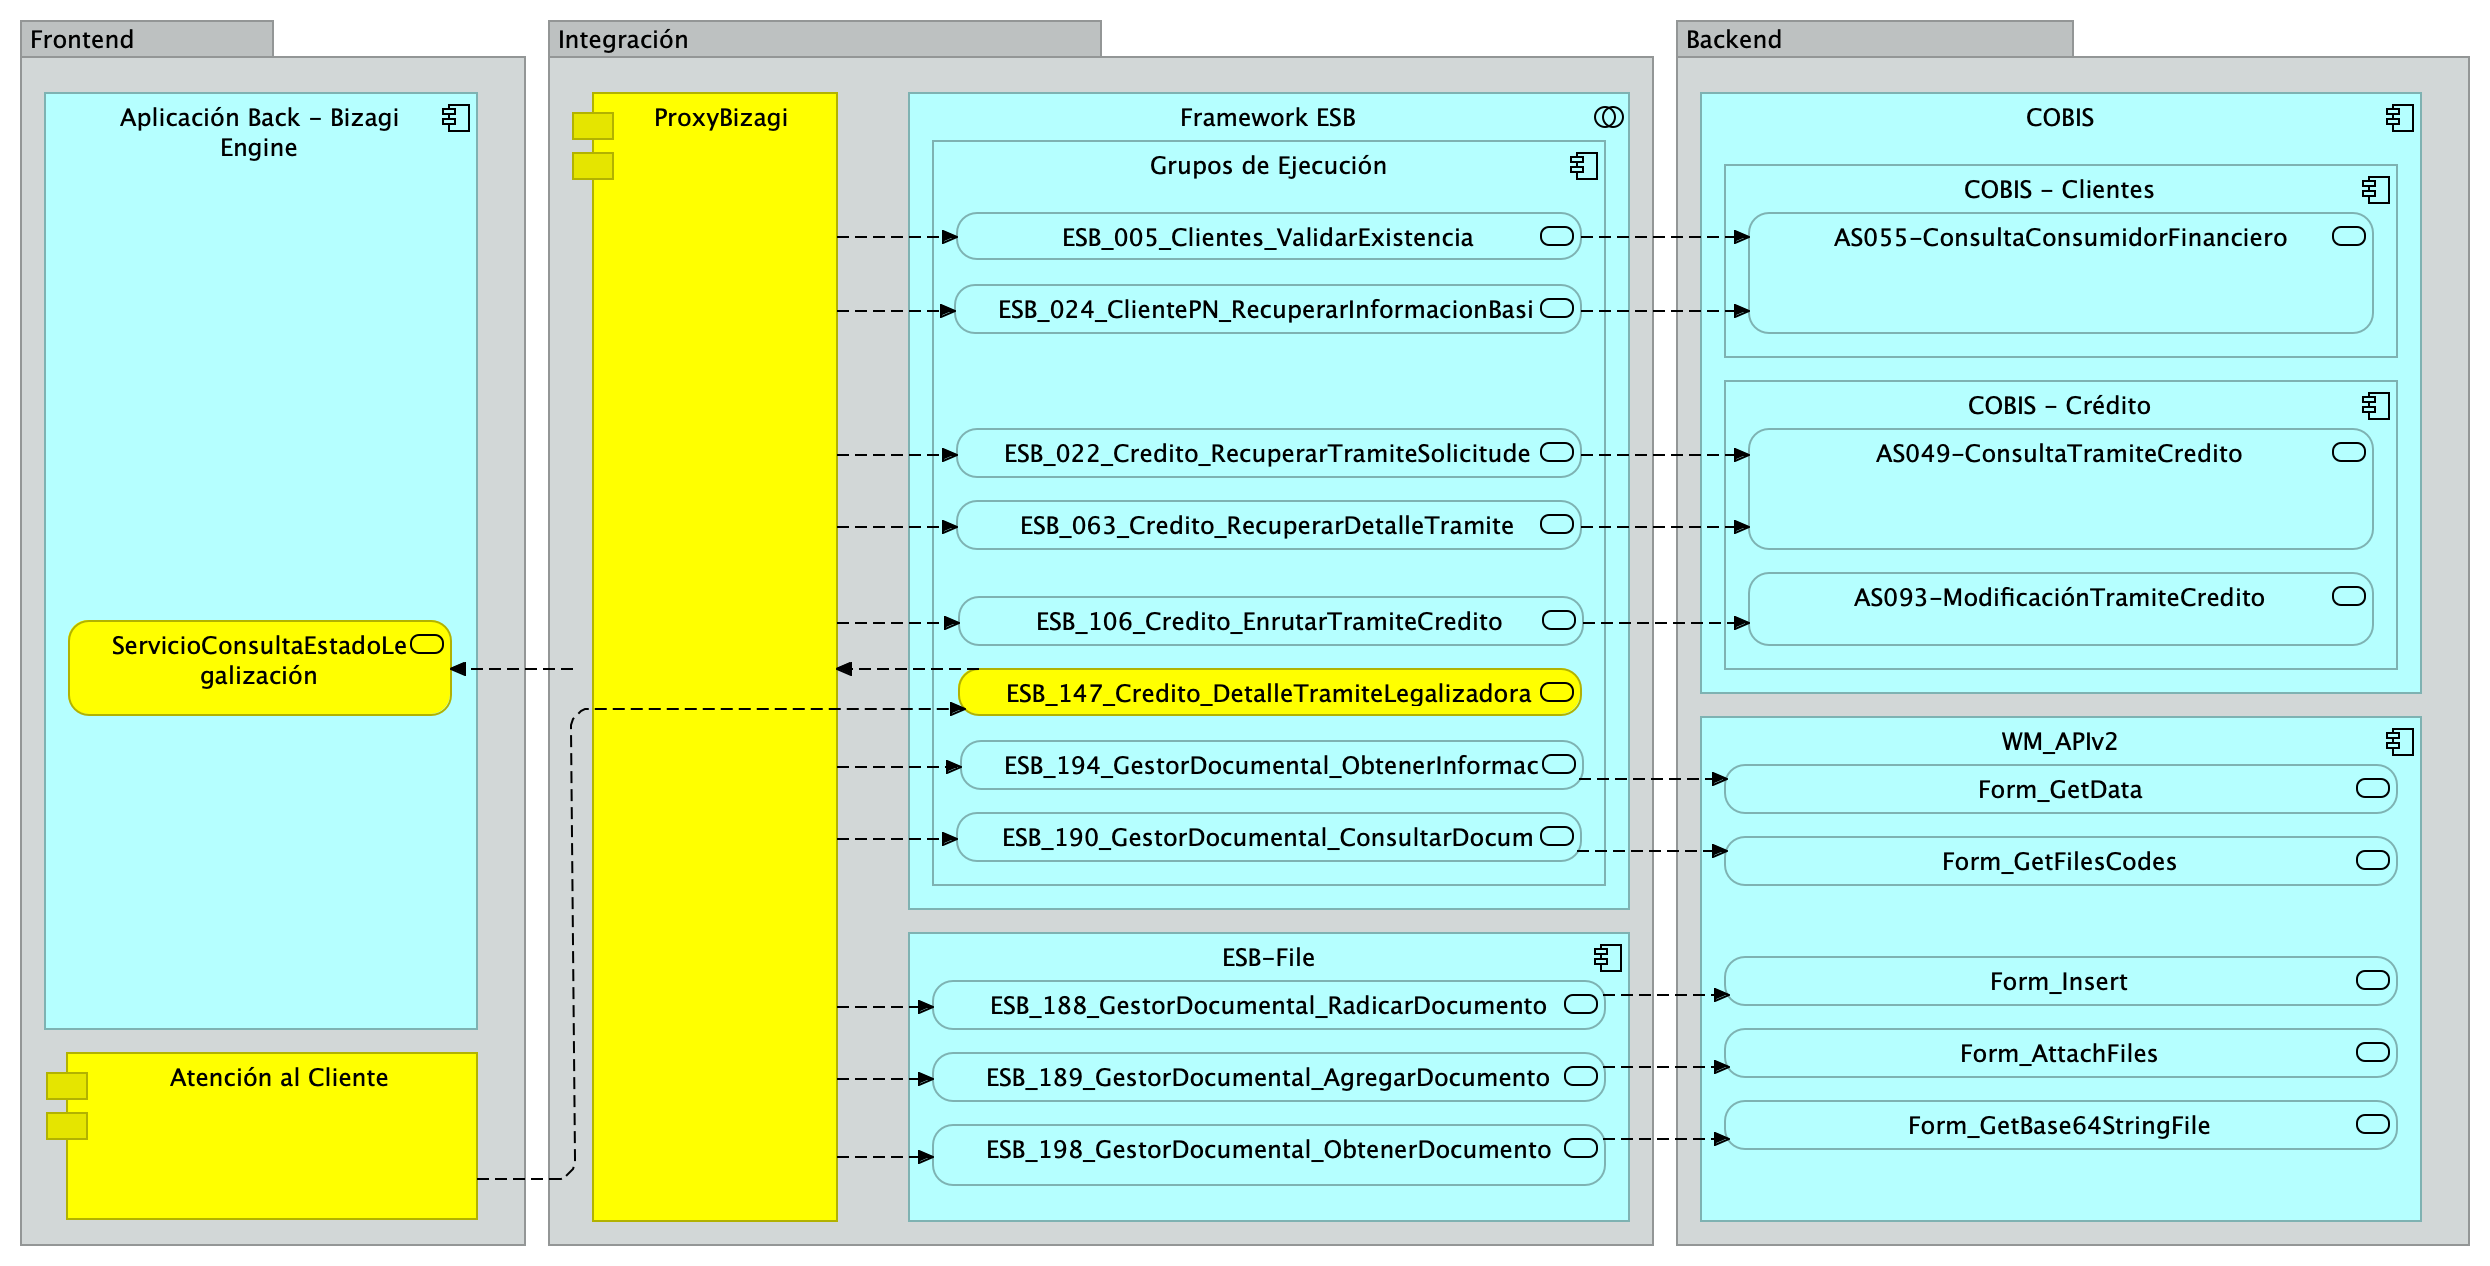 Frontend
Aplicación Back – Bizagi
Engine
ServicioConsultaEstadoLe
galización
Atención al Cliente
Integración
ProxyBizagi
Framework ESB
Grupos de Ejecución
ESB_005_Clientes_ValidarExistencia
ESB_024_ClientePN_RecuperarInformacionBasi
ESB_022_Credito_RecuperarTramiteSolicitude
ESB_063_Credito_RecuperarDetalleTramite
ESB_106_Credito_EnrutarTramiteCredito
ESB_147_Credito_DetalleTramiteLegalizadora
ESB_194_GestorDocumental_ObtenerInformac
ESB_190_GestorDocumental_ConsultarDocum
ESB-File
ESB_188_GestorDocumental_RadicarDocumento
ESB_189_GestorDocumental_AgregarDocumento
ESB_198_GestorDocumental_ObtenerDocumento
Backend
COBIS
COBIS – Clientes
AS055-ConsultaConsumidorFinanciero
COBIS – Crédito
AS049-ConsultaTramiteCredito
AS093-ModificaciónTramiteCredito
WM_APIv2
Form_GetData
Form_GetFilesCodes
Form_Insert
Form_AttachFiles
Form_GetBase64StringFile